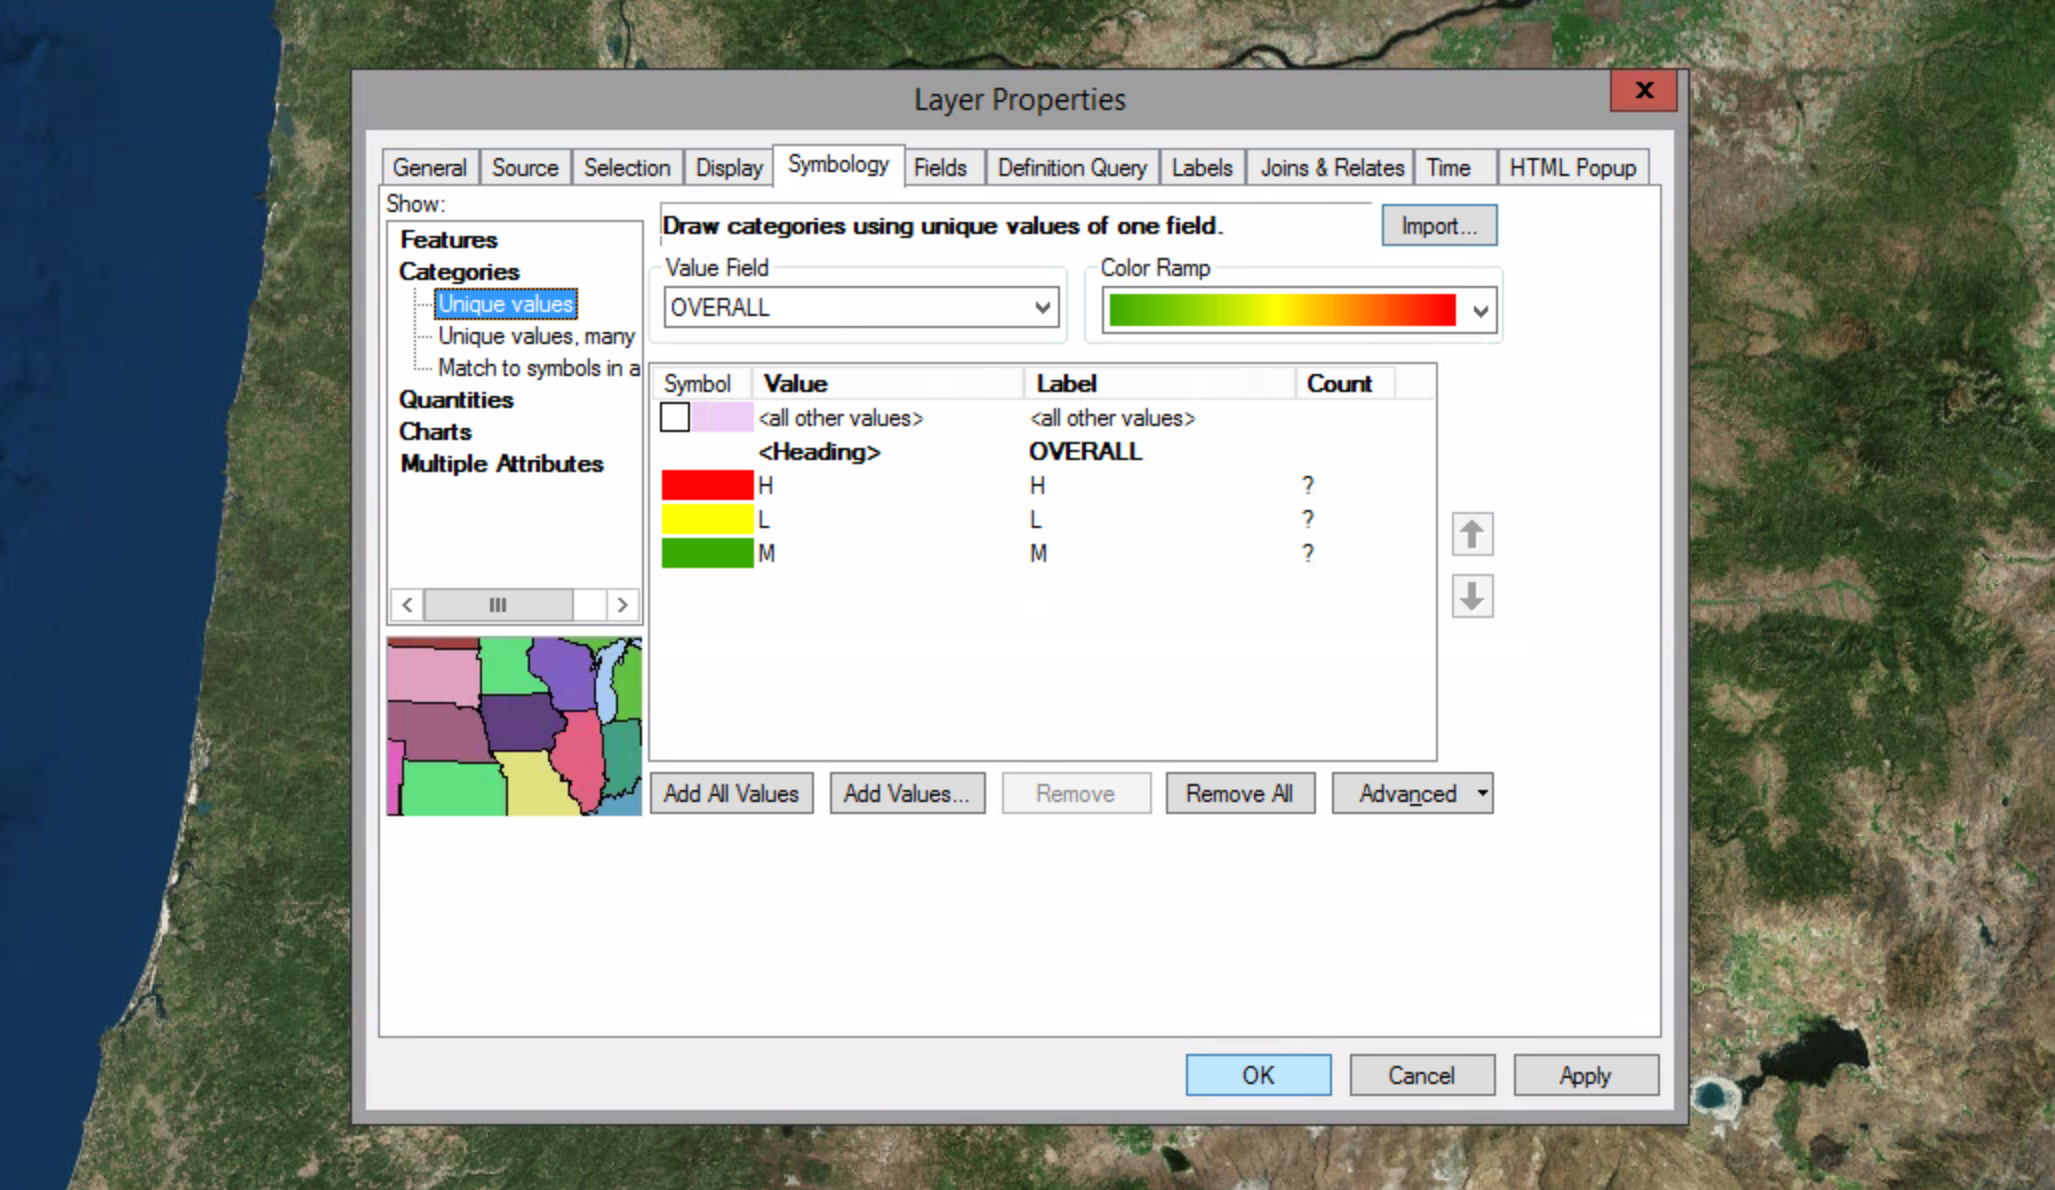 Layer Properties
X
General Source Selection Display Symbology Fields Definition Query Labels Joins & Relates Time HTML Popup
Show:
Features
Categories
Unique values
Unique values, many
Match to symbols in a
Quantities
Charts
Multiple Attributes
Draw categories using unique values of one field.
Import...
Value Field
OVERALL
Color Ramp
Symbol Value Label Count
<all other values> <all other values>
<Heading> OVERALL
H H ?
L L ?
M M ?
Add All Values Add Values... Remove Remove All Advanced
OK Cancel Apply